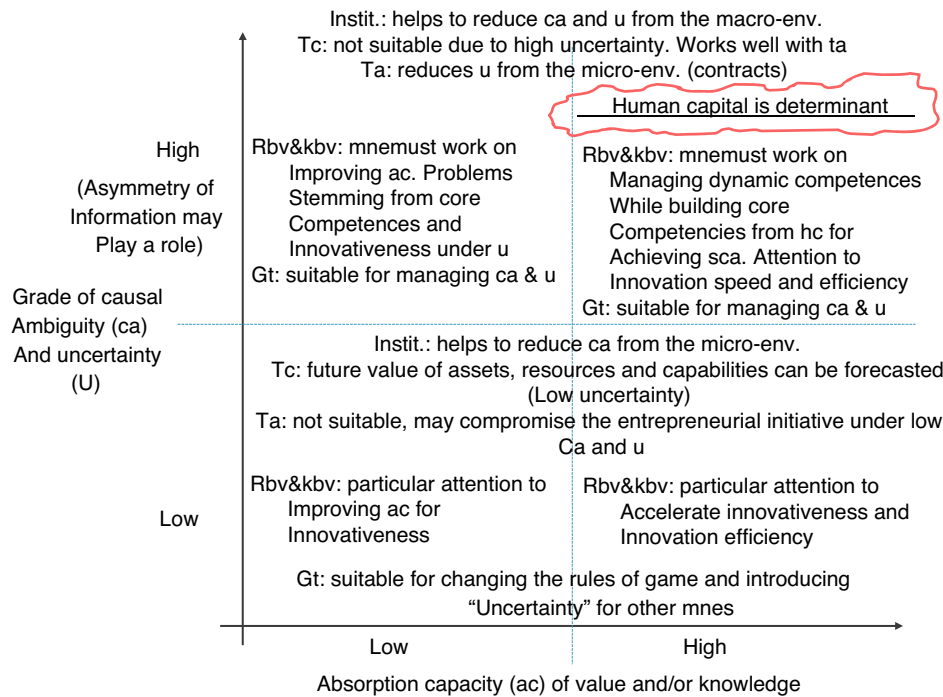 Instit.: helps to reduce ca and u from the macro-env.
Tc: not suitable due to high uncertainty. Works well with ta
Ta: reduces u from the micro-env. (contracts)
Human capital is determinant
High
(Asymmetry of
Information may
Play a role)
Grade of causal
Ambiguity (ca)
And uncertainty
(U)
Low
Rbv&kbv: mnemust work on
Improving ac. Problems
Stemming from core
Competences and
Innovativeness under u
Gt: suitable for managing ca & u
Rbv&kbv: mnemust work on
Managing dynamic competences
While building core
Competencies from hc for
Achieving sca. Attention to
Innovation speed and efficiency
Gt: suitable for managing ca & u
Instit.: helps to reduce ca from the micro-env.
Tc: future value of assets, resources and capabilities can be forecasted
(Low uncertainty)
Ta: not suitable, may compromise the entrepreneurial initiative under low
Ca and u
Rbv&kbv: particular attention to
Improving ac for
Innovativeness
Rbv&kbv: particular attention to
Accelerate innovativeness and
Innovation efficiency
Gt: suitable for changing the rules of game and introducing
“Uncertainty” for other mnes
Low
High
Absorption capacity (ac) of value and/or knowledge